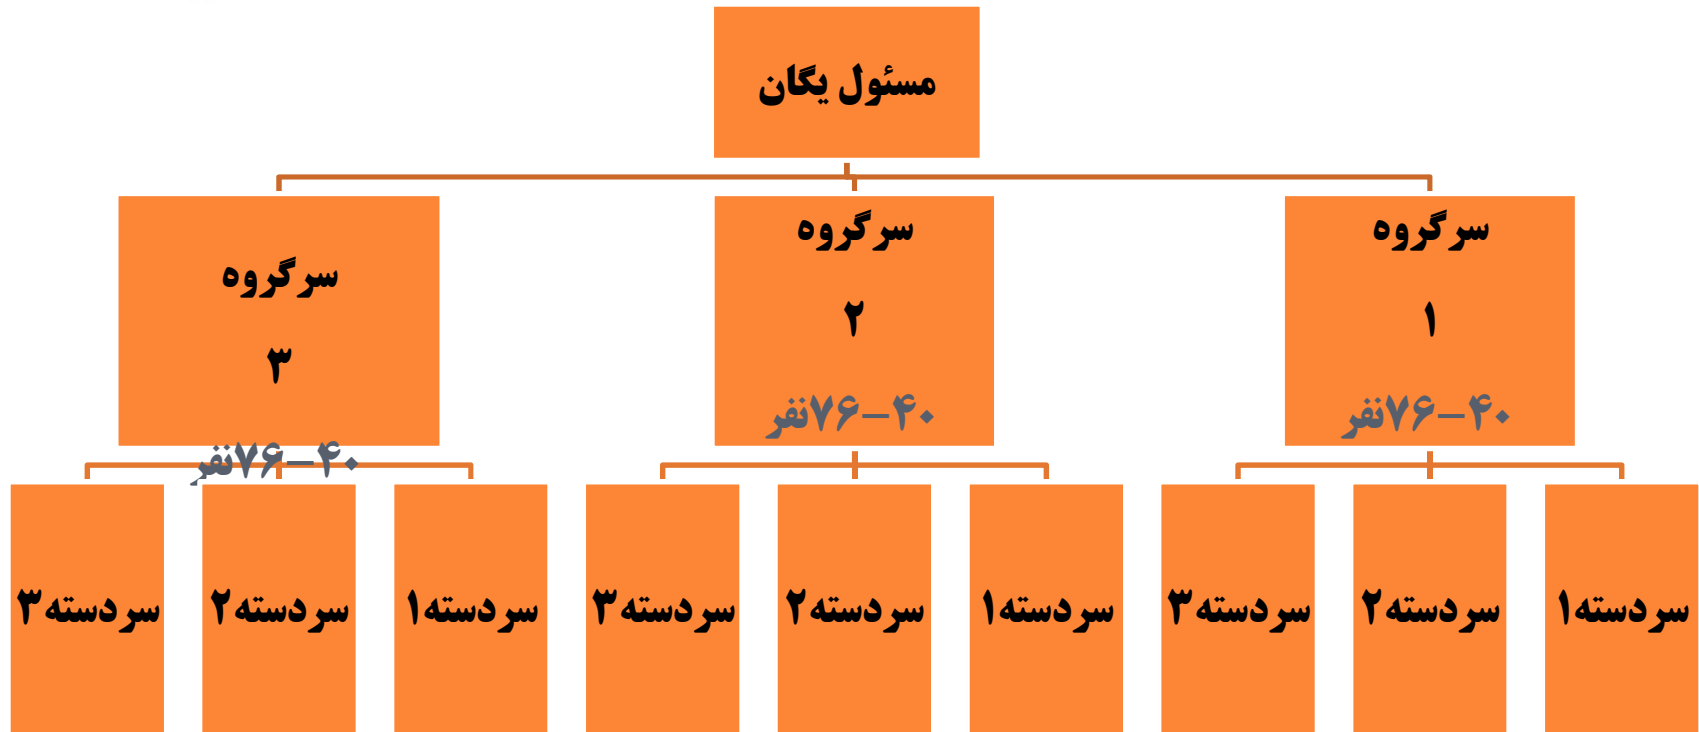 مسئول یگان
سرگروه
۱
۴۰-۷۶نفر
سرگروه
۲
۴۰-۷۶نفر
سرگروه
۳
۴۰-۷۶نفر
سردسته۱
سردسته۲
سردسته۳
سردسته۱
سردسته۲
سردسته۳
سردسته۱
سردسته۲
سردسته۳